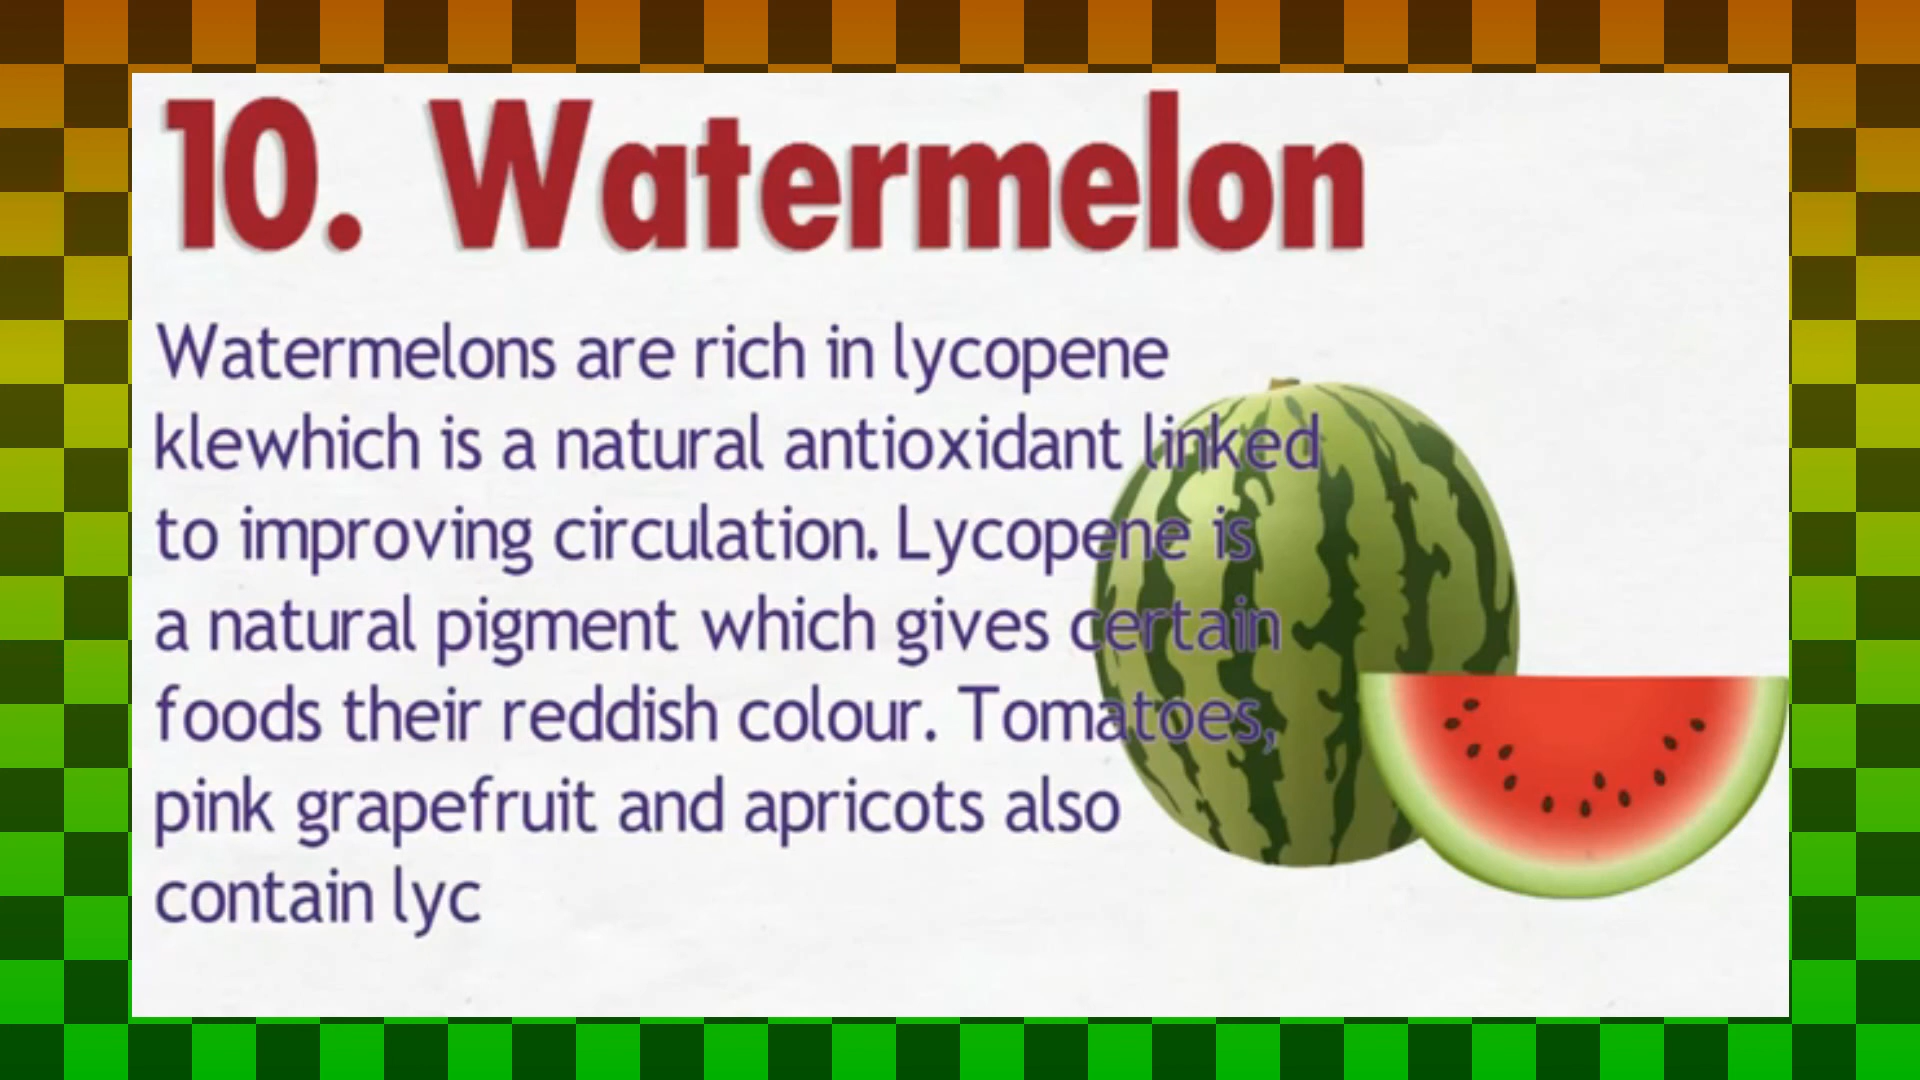 10. Watermelon
Watermelons are rich in lycopene
klewhich is a natural antioxidant linked
to improving circulation. Lycopene is
a natural pigment which gives certain
foods their reddish colour. Tomatoes,
pink grapefruit and apricots also
contain lyc